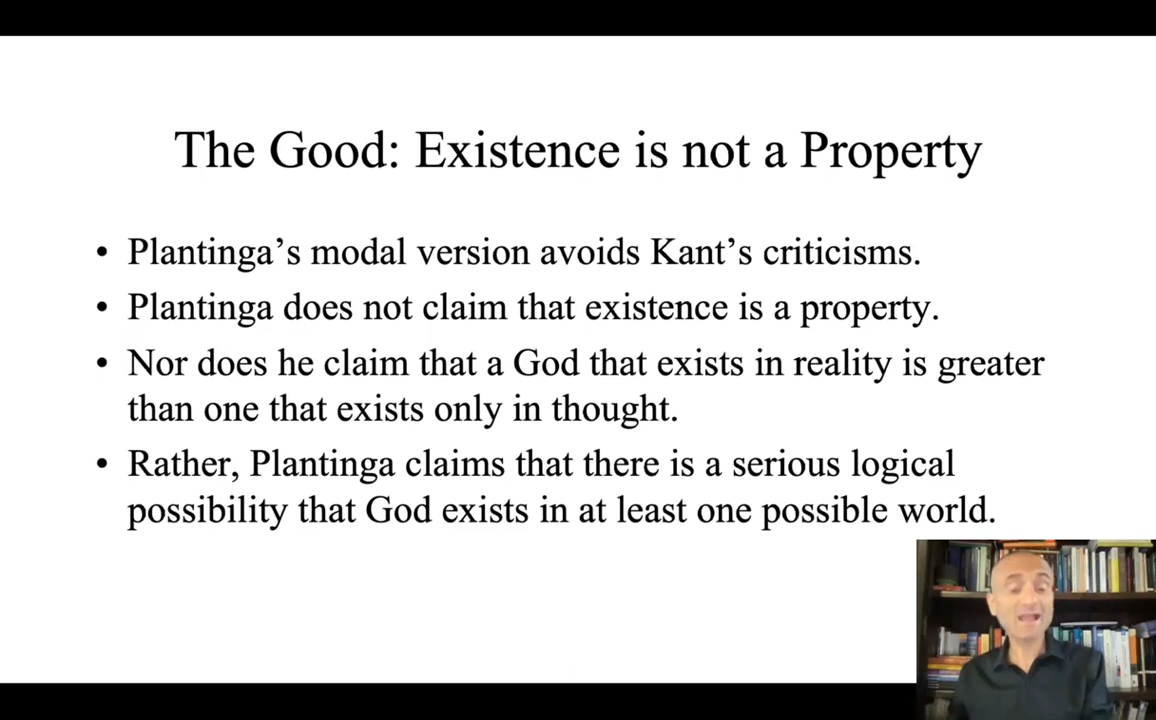 The Good: Existence is not a Property
• Plantinga’s modal version avoids Kant’s criticisms.
• Plantinga does not claim that existence is a property.
• Nor does he claim that a God that exists in reality is greater
than one that exists only in thought.
• Rather, Plantinga claims that there is a serious logical
possibility that God exists in at least one possible world.